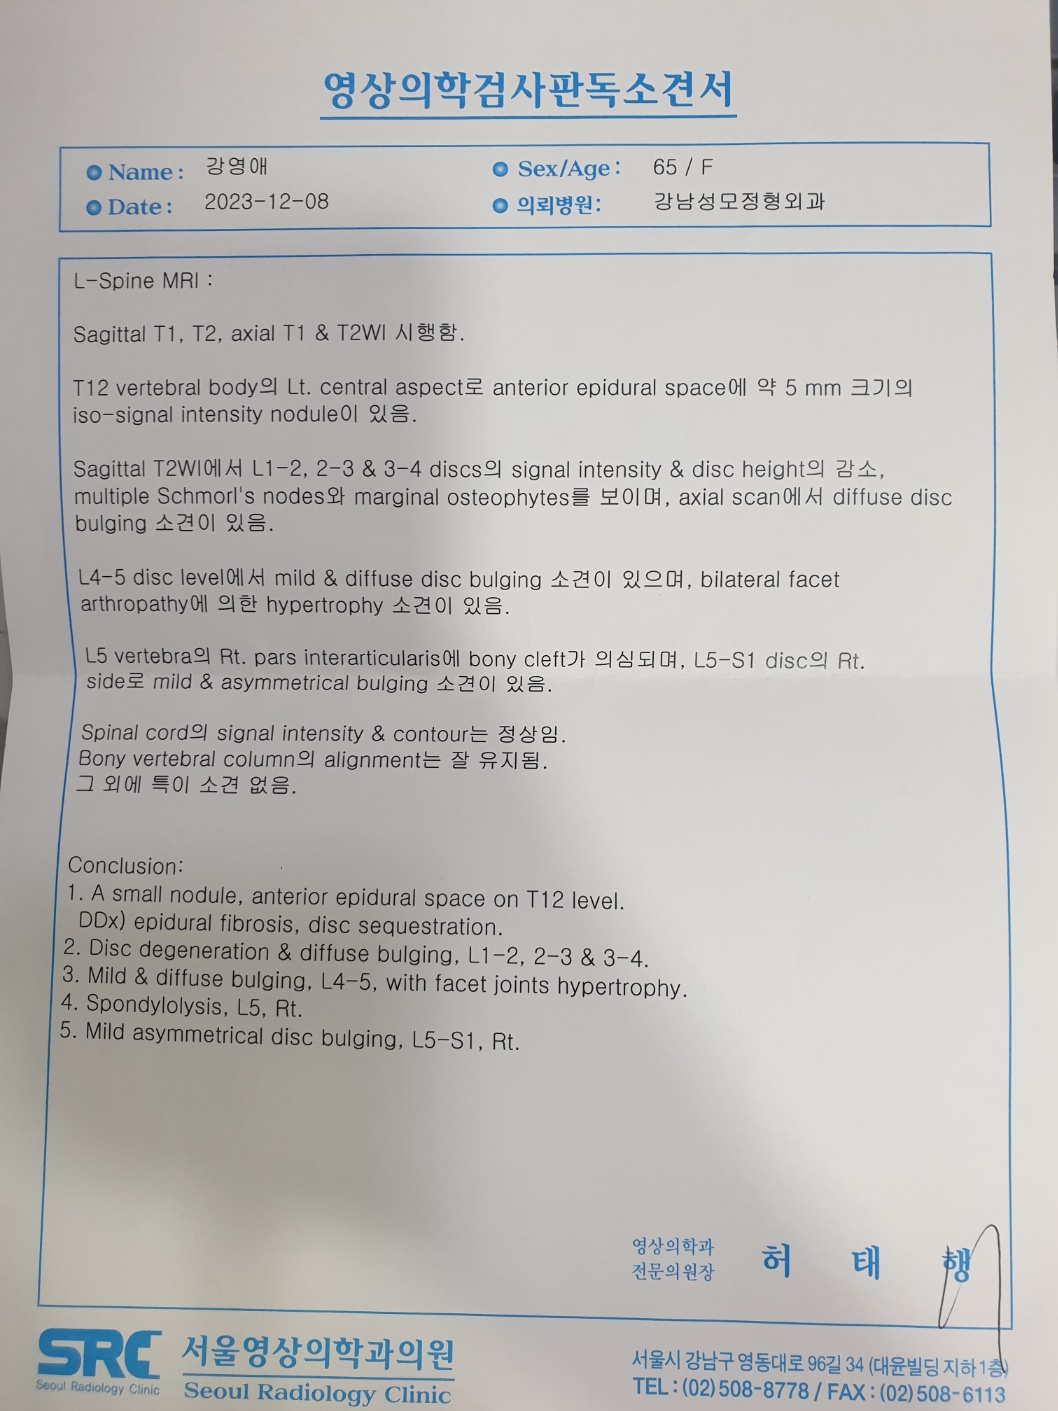 영상의학검사판독소견서
Name: 강영애 Sex/Age: 65 / F
Date: 2023-12-08 의뢰병원: 강남성모정형외과
L-Spine MRI :
Sagittal T1, T2, axial T1 & T2WI 시행함.
T12 vertebral body의 Lt. central aspect로 anterior epidural space에 약 5 mm 크기의
iso-signal intensity nodule이 있음.
Sagittal T2WI에서 L1-2, 2-3 & 3-4 discs의 signal intensity & disc height의 감소,
multiple Schmorl's nodes와 marginal osteophytes를 보이며, axial scan에서 diffuse disc
bulging 소견이 있음.
L4-5 disc level에서 mild & diffuse disc bulging 소견이 있으며, bilateral facet
arthropathy에 의한 hypertrophy 소견이 있음.
L5 vertebra의 Rt. pars interarticularis에 bony cleft가 의심되며, L5-S1 disc의 Rt.
side로 mild & asymmetrical bulging 소견이 있음.
Spinal cord의 signal intensity & contour는 정상임.
Bony vertebral column의 alignment는 잘 유지됨.
그 외에 특이 소견 없음.
Conclusion:
1. A small nodule, anterior epidural space on T12 level.
DDx) epidural fibrosis, disc sequestration.
2. Disc degeneration & diffuse bulging, L1-2, 2-3 & 3-4.
3. Mild & diffuse bulging, L4-5, with facet joints hypertrophy.
4. Spondylolysis, L5, Rt.
5. Mild asymmetrical disc bulging, L5-S1, Rt.
영상의학과
전문의원장 허 태 행
SRC 서울영상의학과의원
Seoul Radiology Clinic Seoul Radiology Clinic
서울시 강남구 영동대로 96길 34 (대윤빌딩 지하 1층)
TEL : (02) 508-8778 / FAX : (02) 508-6113